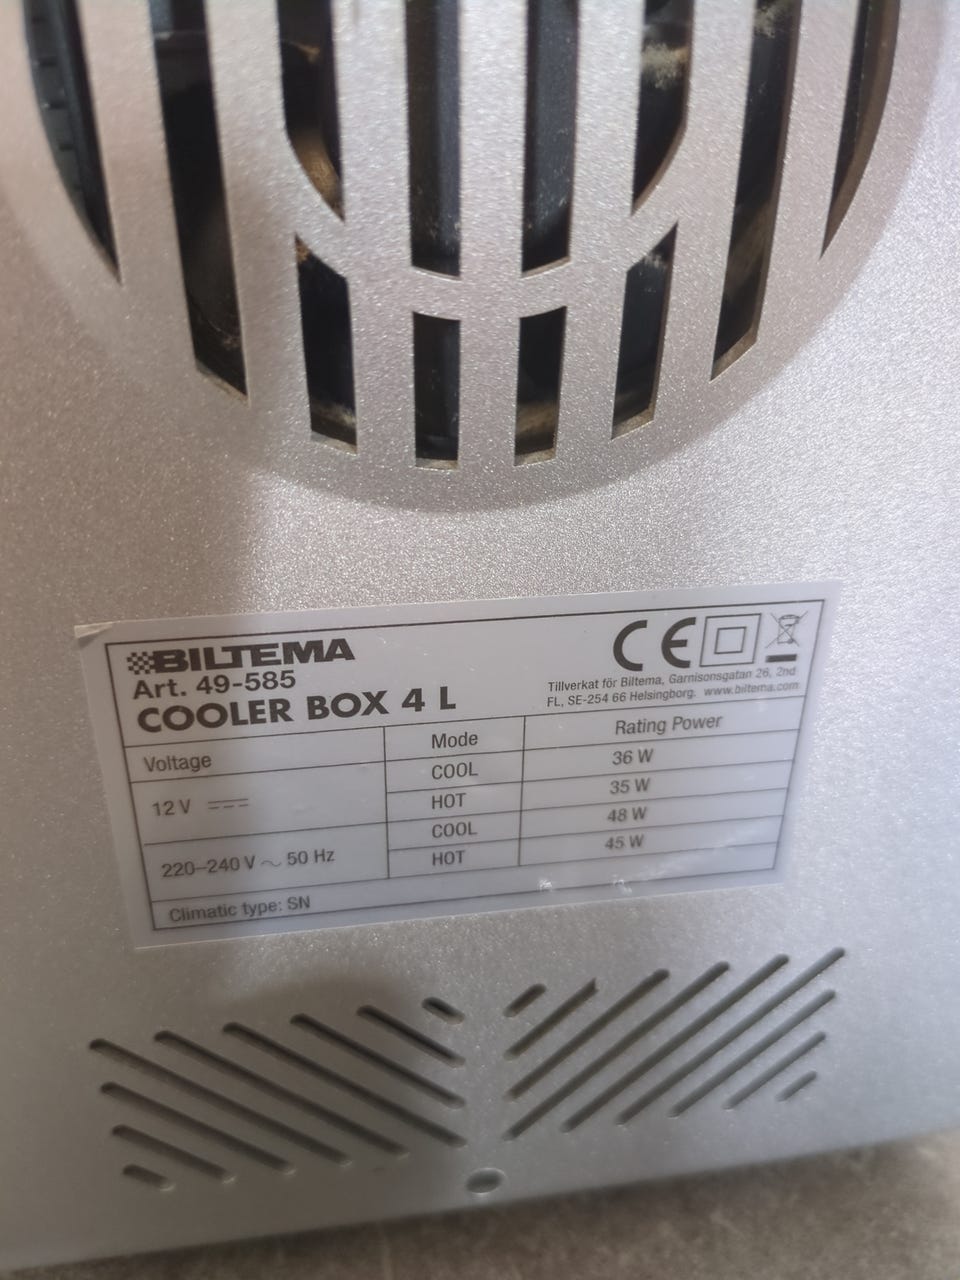 BILTEMA
Art. 49-585
COOLER BOX 4 L
CE
Tillverkat för Biltema, Garnisonsgatan 26, 2nd
FL, SE-254 66 Helsingborg. www.biltema.com
Voltage Mode Rating Power
12 V COOL 36 W
HOT 35 W
220–240 V ~ 50 Hz COOL 48 W
HOT 45 W
Climatic type: SN